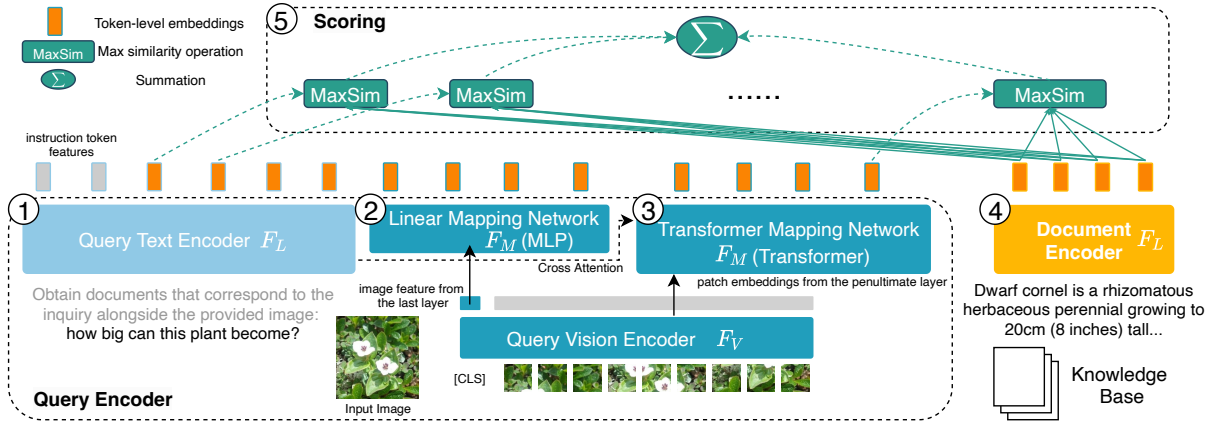 Token-level embeddings
MaxSim
Max similarity operation
Σ
Summation
5
Scoring
Σ
MaxSim
MaxSim
......
MaxSim
instruction token
features
1
Query Text Encoder F_L
2
Linear Mapping Network
F_M (MLP)
3
Transformer Mapping Network
F_M (Transformer)
4
Document
Encoder F_L
Cross Attention
Obtain documents that correspond to the
inquiry alongside the provided image:
how big can this plant become?
image feature from
the last layer
patch embeddings from the penultimate layer
Query Vision Encoder F_V
[CLS]
Input Image
Query Encoder
Dwarf cornel is a rhizomatous
herbaceous perennial growing to
20cm (8 inches) tall...
Knowledge
Base